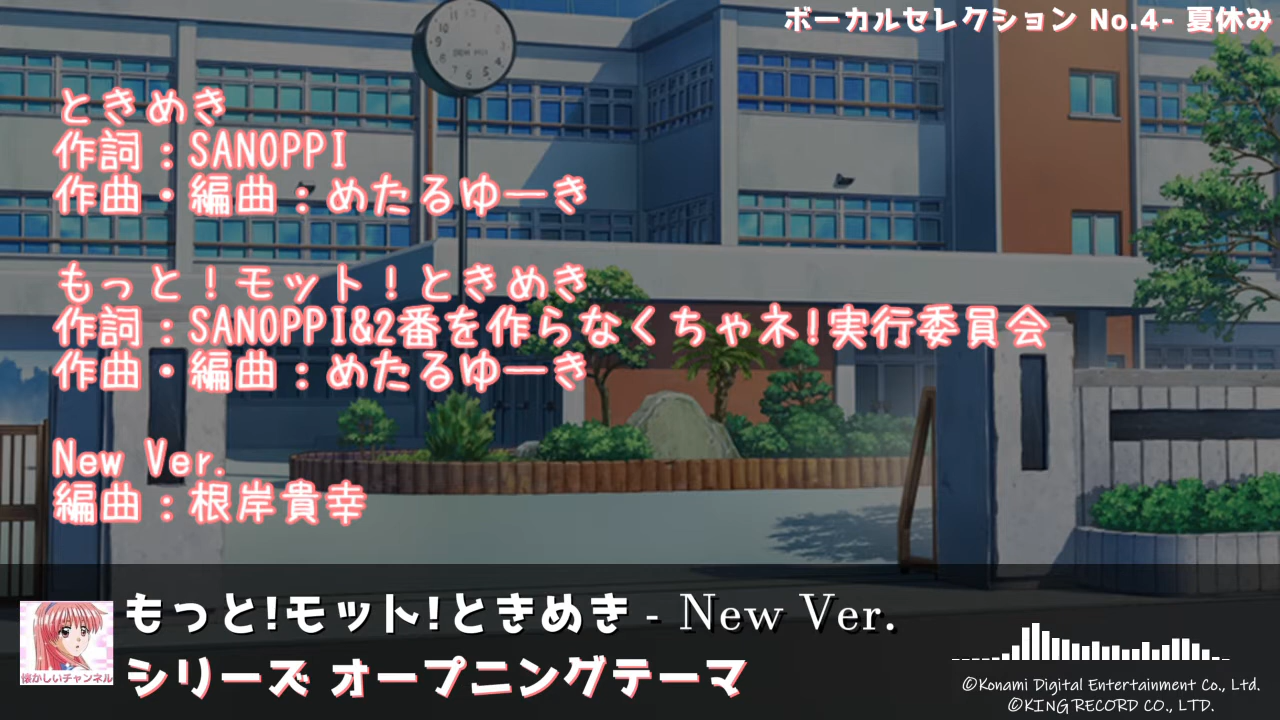 ボーカルセレクション No.4- 夏休み
ときめき
作詞：SANOPPI
作曲・編曲：めたるゆーき
もっと！モット！ときめき
作詞：SANOPPI&2番を作らなくちゃネ!実行委員会
作曲・編曲：めたるゆーき
New Ver.
編曲：根岸貴幸
もっと!モット!ときめき - New Ver.
シリーズ オープニングテーマ
懐かしいチャンネル
©Konami Digital Entertainment Co., Ltd.
©KING RECORD CO., LTD.